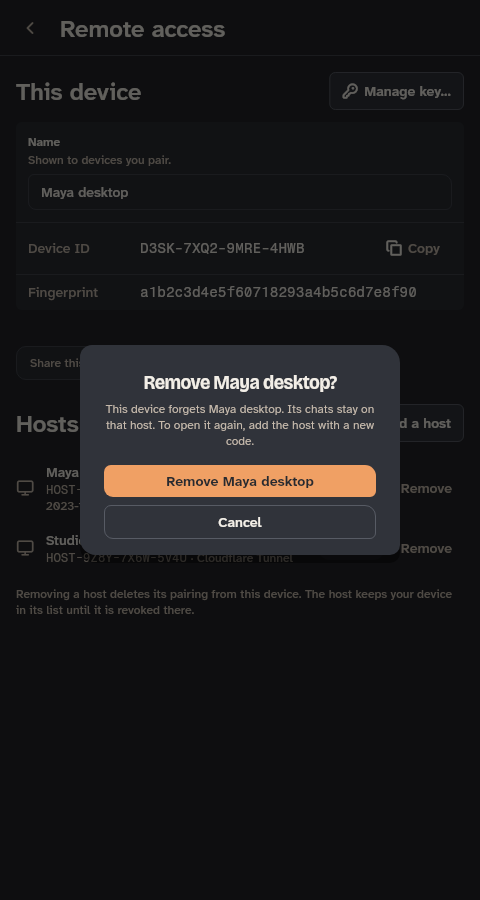 Remote access
This device
Manage key...
Name
Shown to devices you pair.
Maya desktop
Device ID
D3SK-7XQ2-9MRE-4HWB
Copy
Fingerprint
a1b2c3d4e5f60718293a4b5c6d7e8f90
Share this
Remove Maya desktop?
This device forgets Maya desktop. Its chats stay on
that host. To open it again, add the host with a new
code.
Remove Maya desktop
Cancel
Hosts
a host
Maya
HOST-
Remove
2023-
Studio
Remove
HOST-9Z8Y-7X6W-5V4U · Cloudflare Tunnel
Removing a host deletes its pairing from this device. The host keeps your device
in its list until it is revoked there.